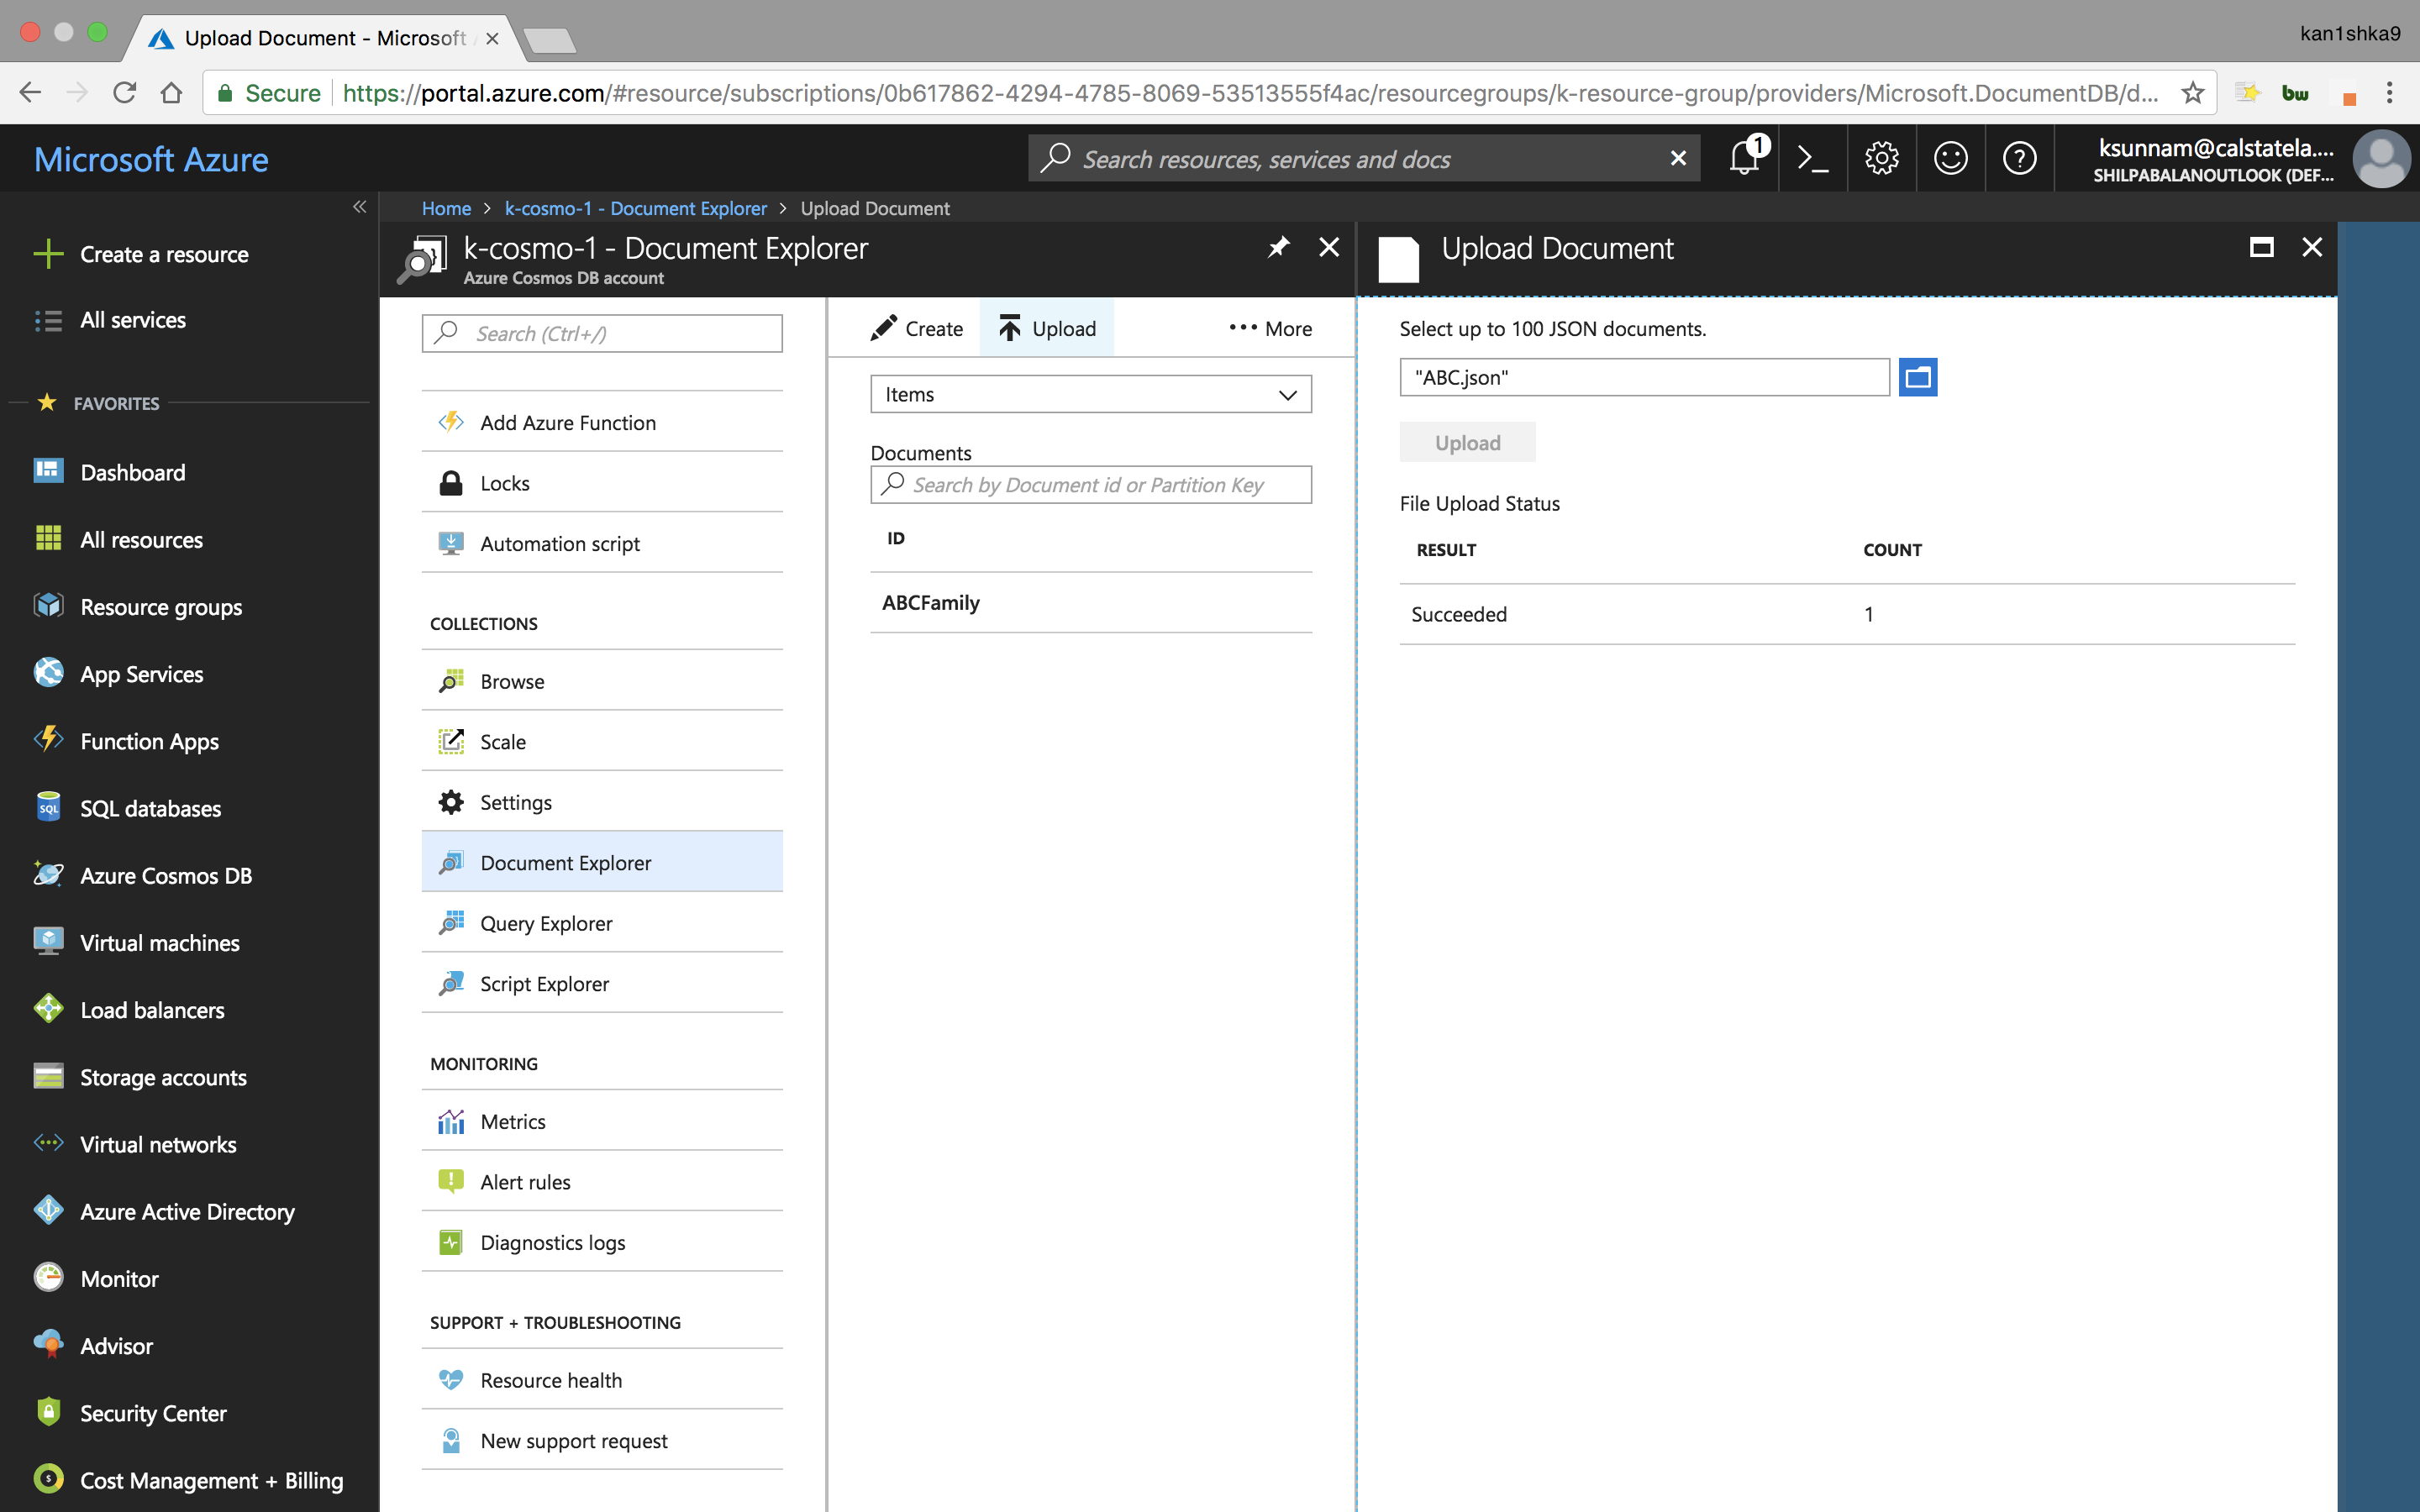 Upload Document - Microsoft
kan1shka9
Secure https://portal.azure.com/#resource/subscriptions/0b617862-4294-4785-8069-53513555f4ac/resourcegroups/k-resource-group/providers/Microsoft.DocumentDB/d...
bw
Microsoft Azure
Search resources, services and docs
1
ksunnam@calstatela....
SHILPABALANOUTLOOK (DEF...
Create a resource
All services
FAVORITES
Dashboard
All resources
Resource groups
App Services
Function Apps
SQL databases
Azure Cosmos DB
Virtual machines
Load balancers
Storage accounts
Virtual networks
Azure Active Directory
Monitor
Advisor
Security Center
Cost Management + Billing
Home > k-cosmo-1 - Document Explorer > Upload Document
k-cosmo-1 - Document Explorer
Azure Cosmos DB account
Search (Ctrl+/)
Add Azure Function
Locks
Automation script
COLLECTIONS
Browse
Scale
Settings
Document Explorer
Query Explorer
Script Explorer
MONITORING
Metrics
Alert rules
Diagnostics logs
SUPPORT + TROUBLESHOOTING
Resource health
New support request
Create Upload ••• More
Items
Documents
Search by Document id or Partition Key
ID
ABCFamily
Upload Document
Select up to 100 JSON documents.
"ABC.json"
Upload
File Upload Status
RESULT COUNT
Succeeded 1